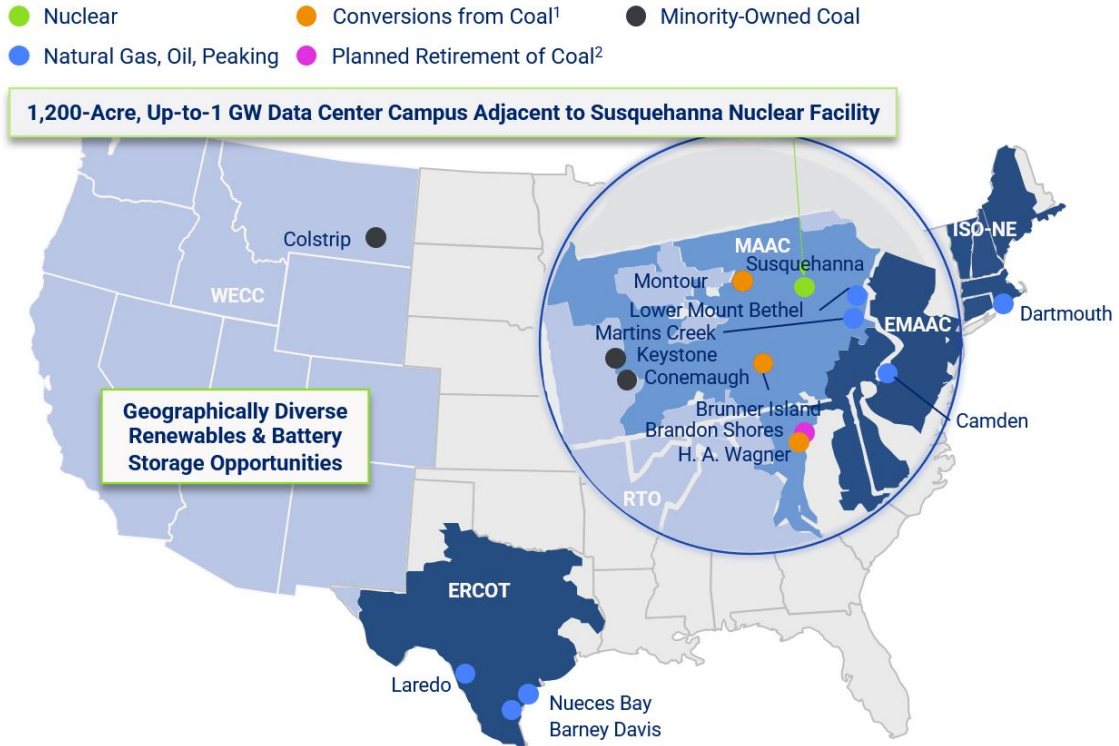 Nuclear
Conversions from Coal¹
Minority-Owned Coal
Natural Gas, Oil, Peaking
Planned Retirement of Coal²
1,200-Acre, Up-to-1 GW Data Center Campus Adjacent to Susquehanna Nuclear Facility
ISO-NE
Colstrip
MAAC
Susquehanna
Montour
WECC
Lower Mount Bethel
Dartmouth
EMAAC
Martins Creek
Keystone
Conemaugh
Geographically Diverse
Renewables & Battery
Storage Opportunities
Brunner Island
Camden
Brandon Shores
H. A. Wagner
RTO
ERCOT
Laredo
Nueces Bay
Barney Davis